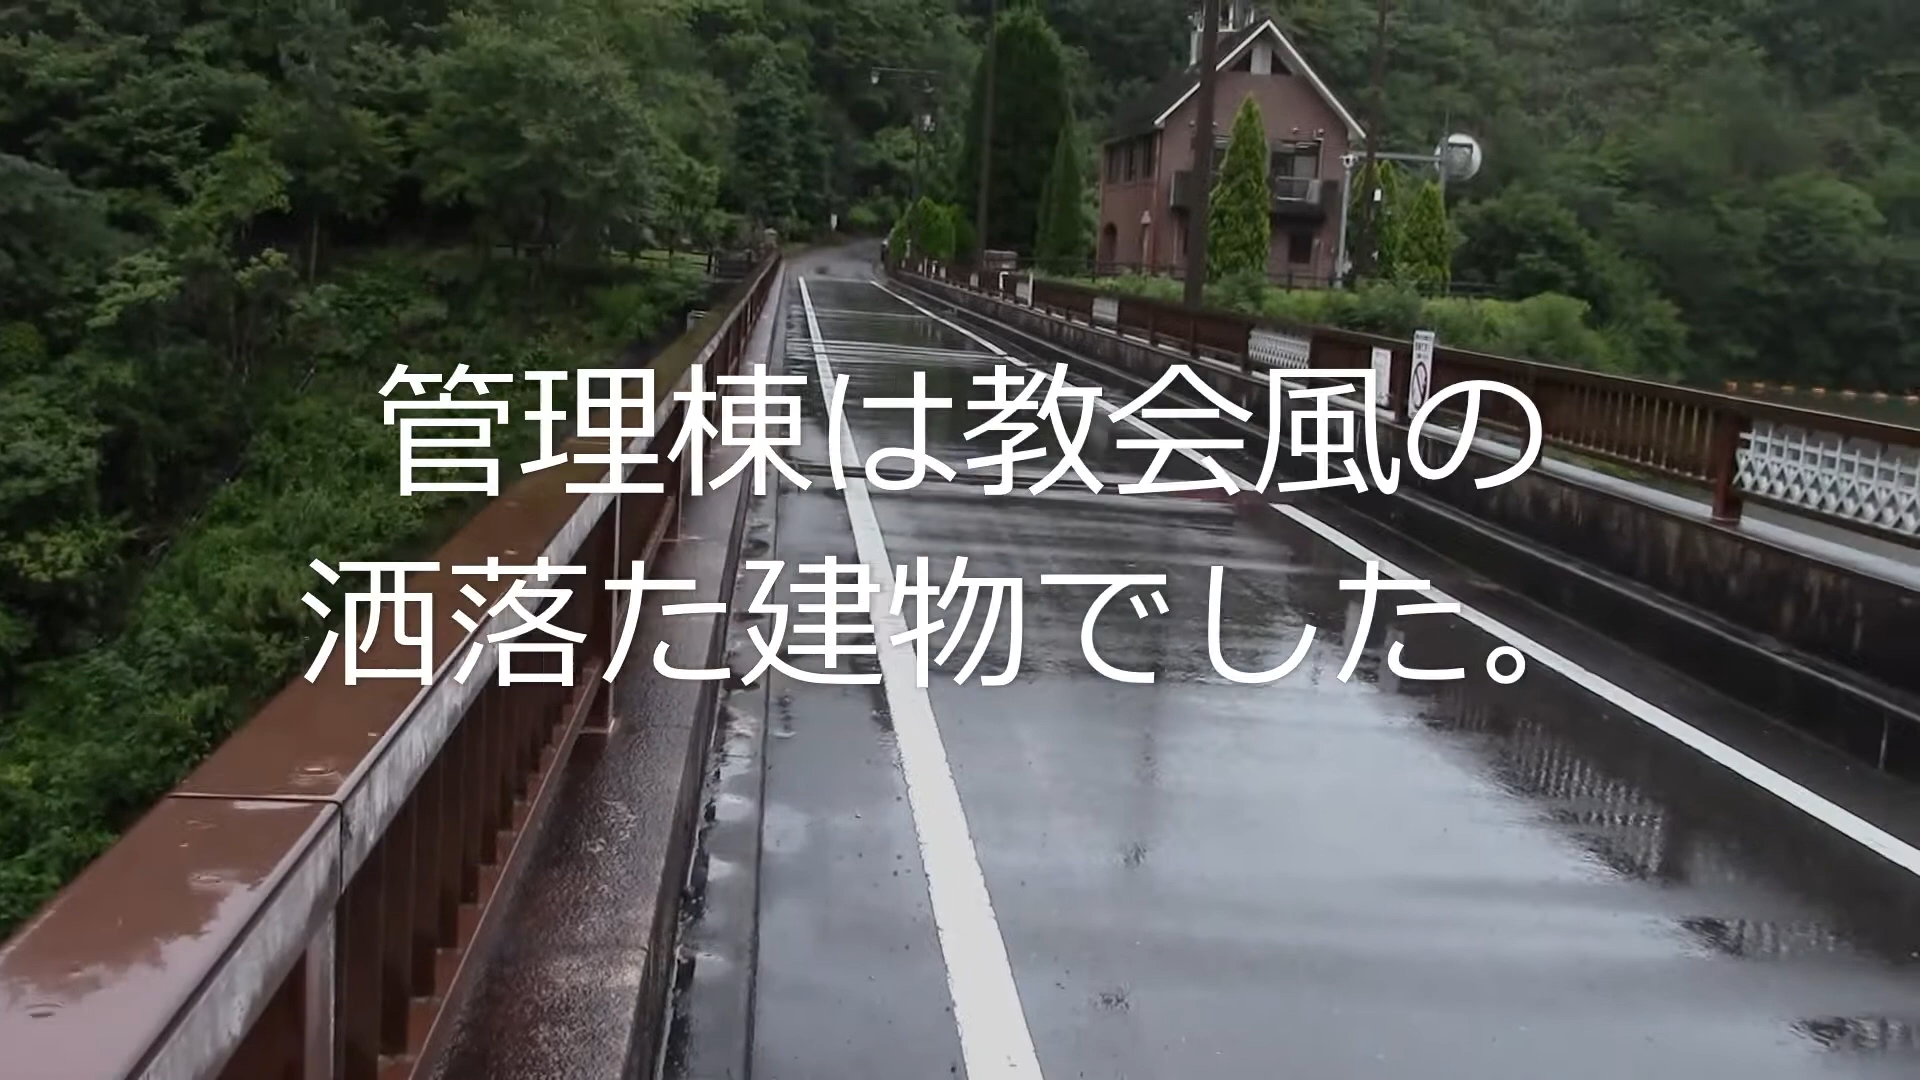 管理棟は教会風の
洒落た建物でした。